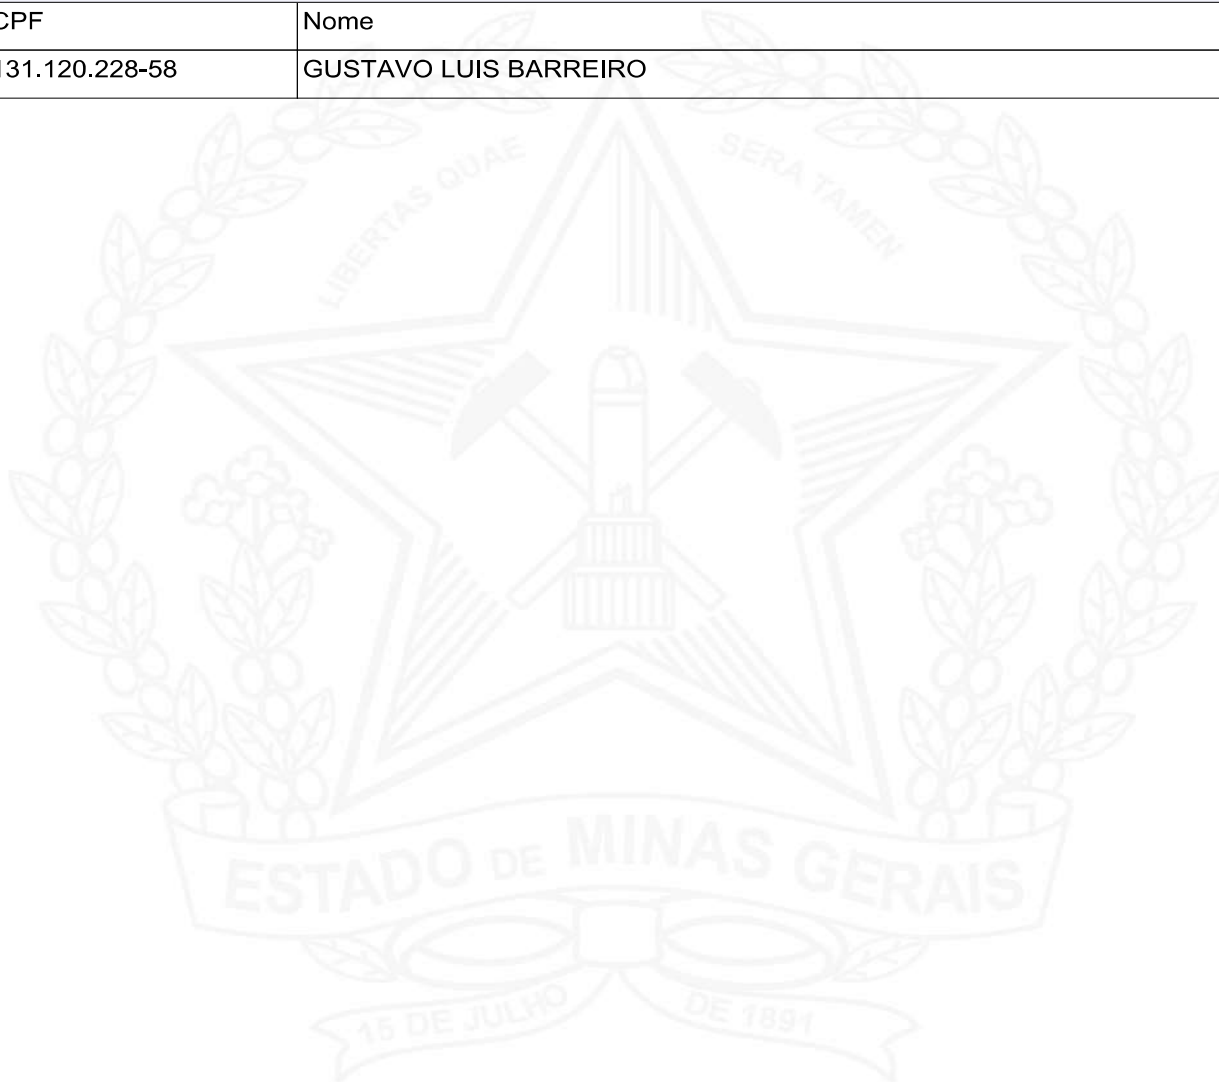 CPF Nome
131.120.228-58 GUSTAVO LUIS BARREIRO
LIBERTAS QUAE SERA TAMEN
ESTADO DE MINAS GERAIS
15 DE JULHO DE 1891